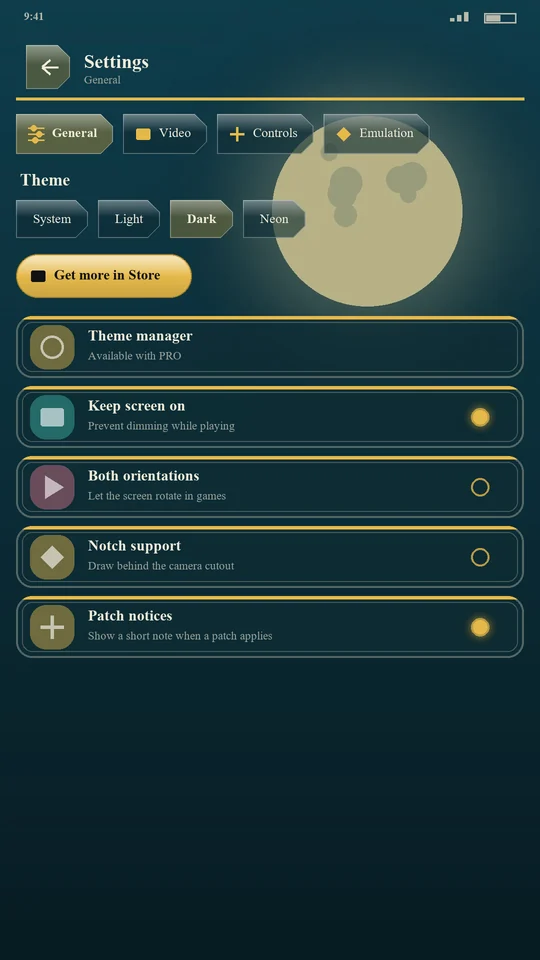 9:41
Settings
General
General
Video
Controls
Emulation
Theme
System
Light
Dark
Neon
Get more in Store
Theme manager
Available with PRO
Keep screen on
Prevent dimming while playing
Both orientations
Let the screen rotate in games
Notch support
Draw behind the camera cutout
Patch notices
Show a short note when a patch applies